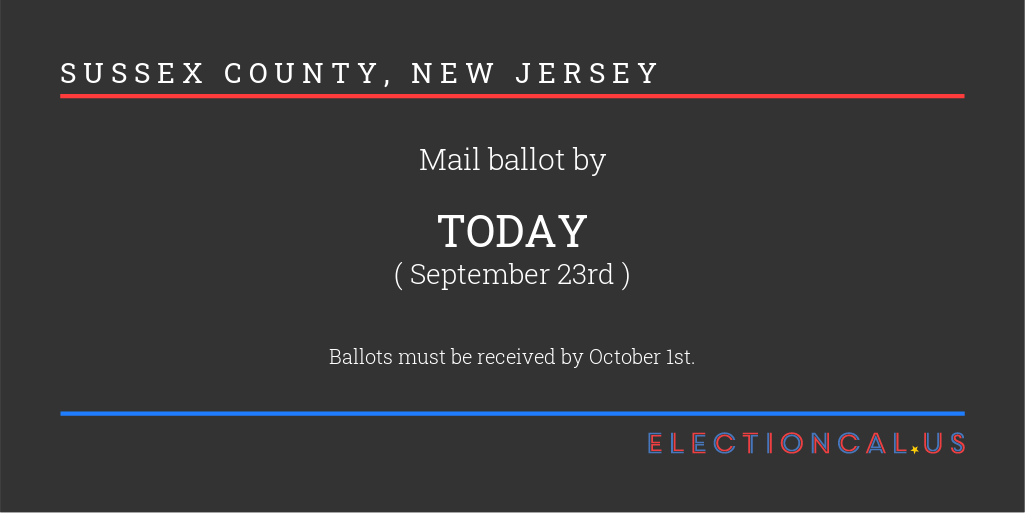 SUSSEX COUNTY, NEW JERSEY
Mail ballot by
TODAY
( September 23rd )
Ballots must be received by October 1st.
ELECTIONCAL.US